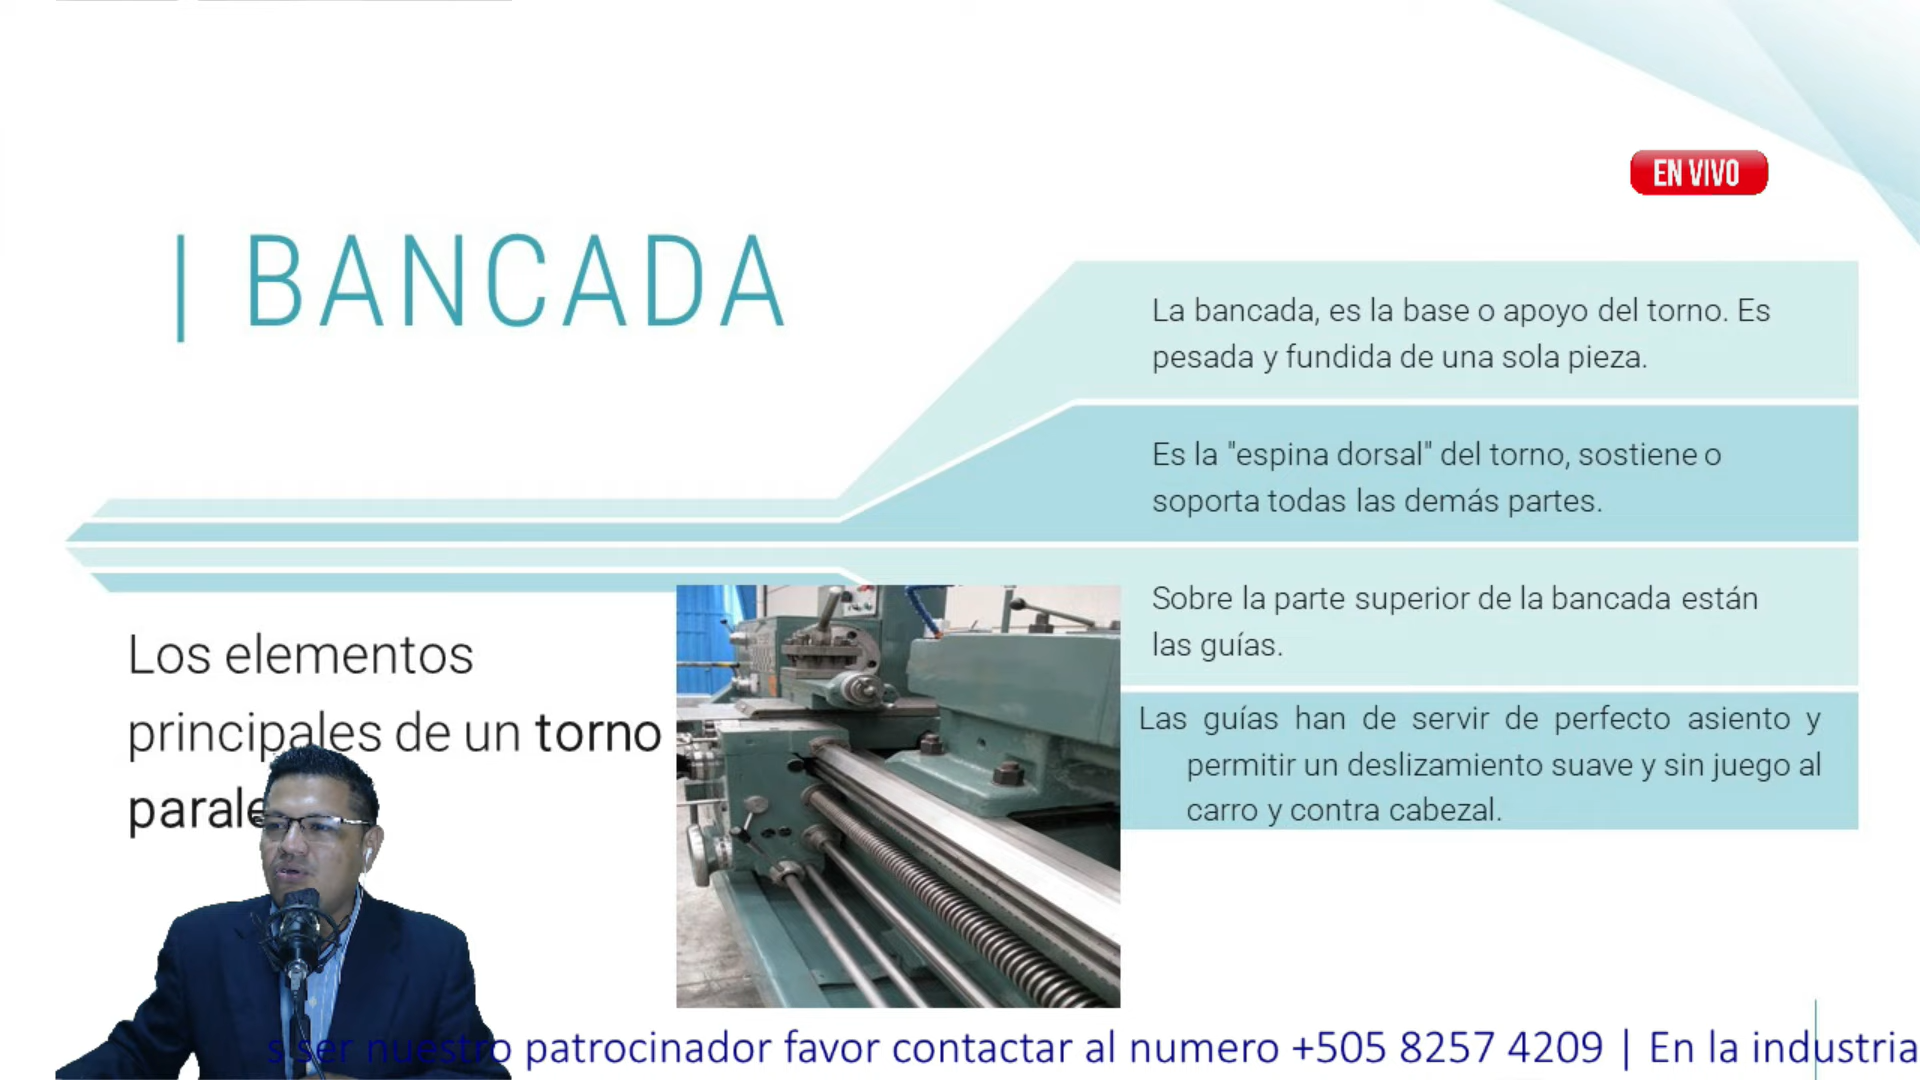 EN VIVO
| BANCADA
La bancada, es la base o apoyo del torno. Es
pesada y fundida de una sola pieza.
Es la "espina dorsal" del torno, sostiene o
soporta todas las demás partes.
Sobre la parte superior de la bancada están
las guías.
Las guías han de servir de perfecto asiento y
permitir un deslizamiento suave y sin juego al
carro y contra cabezal.
Los elementos
principales de un torno
parale
s ser nuestro patrocinador favor contactar al numero +505 8257 4209 | En la industria